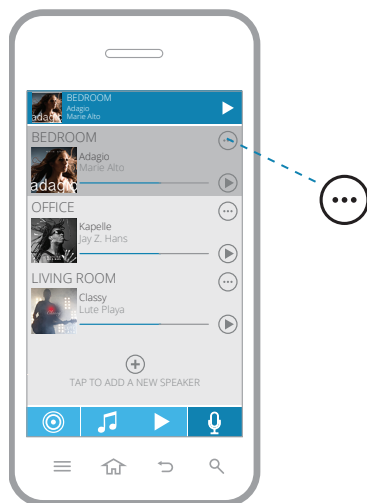 BEDROOM
Adagio
Marie Alto
adagio
BEDROOM
Adagio
Marie Alto
adagio
OFFICE
Kapelle
Jay Z. Hans
LIVING ROOM
Classy
Lute Playa
TAP TO ADD A NEW SPEAKER